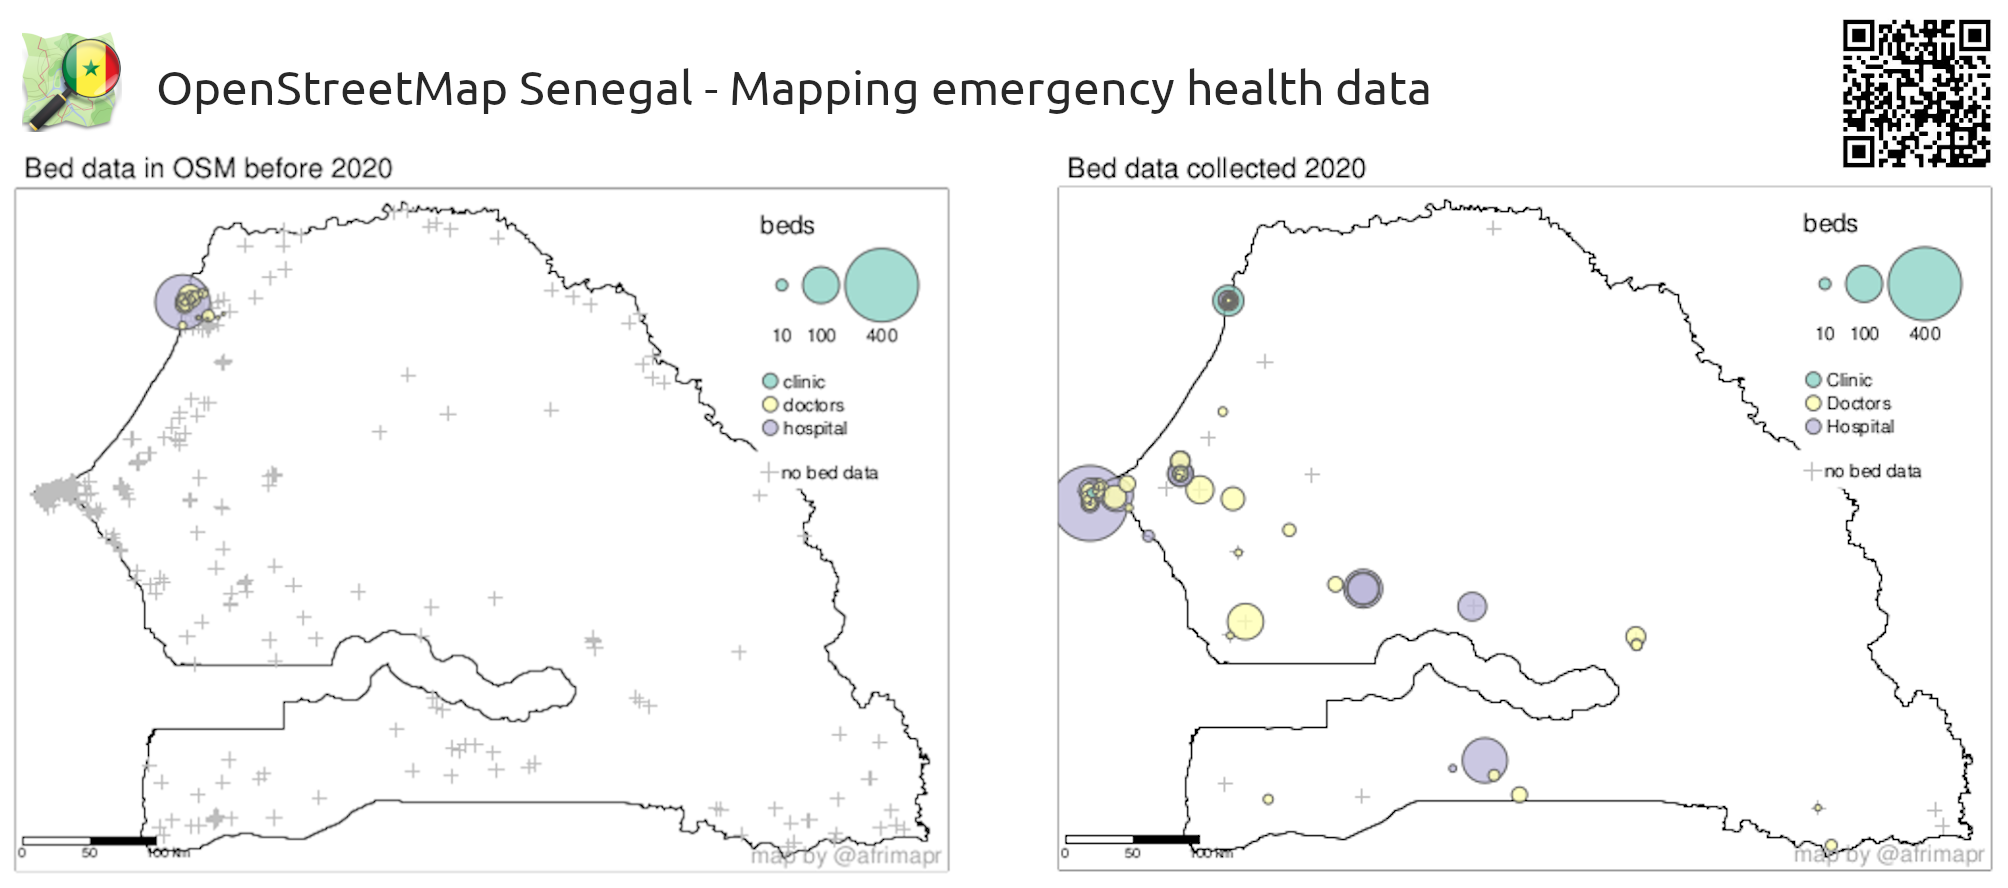 OpenStreetMap Senegal - Mapping emergency health data
Bed data in OSM before 2020
beds
10 100 400
clinic
doctors
hospital
no bed data
0 50 100 km
map by @afrimapr
Bed data collected 2020
beds
10 100 400
Clinic
Doctors
Hospital
no bed data
0 50 100 km
map by @afrimapr